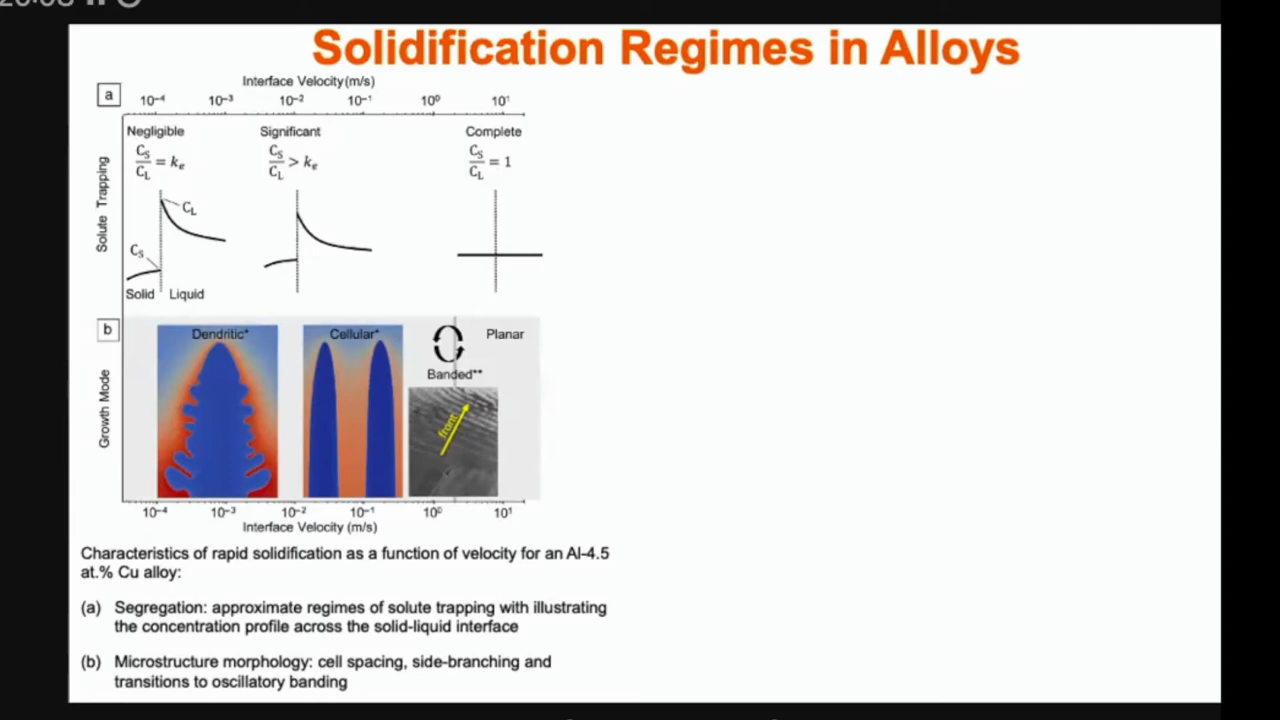 Solidification Regimes in Alloys
Interface Velocity (m/s)
a
10⁻⁴ 10⁻³ 10⁻² 10⁻¹ 10⁰ 10¹
Negligible Significant Complete
C_S/C_L = k_e C_S/C_L > k_e C_S/C_L = 1
Solute Trapping
C_L
C_S
Solid Liquid
b
Dendritic* Cellular* Planar
Banded**
front
Growth Mode
10⁻⁴ 10⁻³ 10⁻² 10⁻¹ 10⁰ 10¹
Interface Velocity (m/s)
Characteristics of rapid solidification as a function of velocity for an Al-4.5
at.% Cu alloy:
(a) Segregation: approximate regimes of solute trapping with illustrating
the concentration profile across the solid-liquid interface
(b) Microstructure morphology: cell spacing, side-branching and
transitions to oscillatory banding